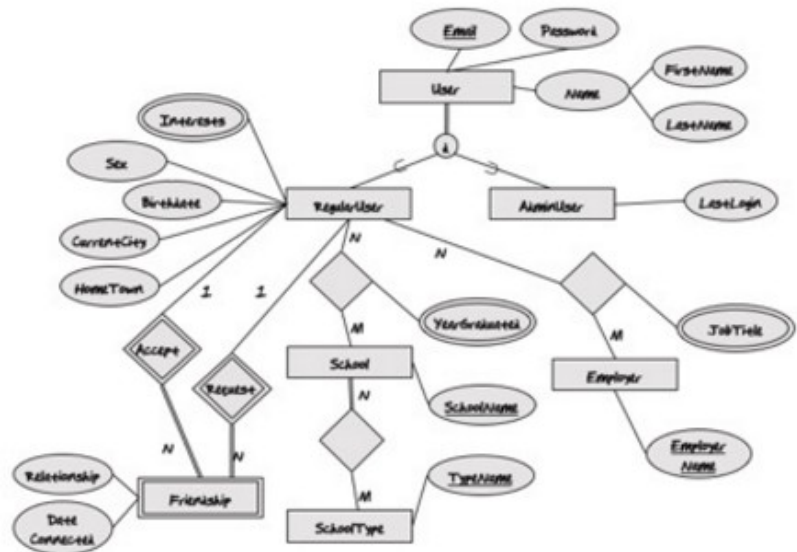 Email
Password
User
Name
FirstName
LastName
d
Interests
Sex
Birthdate
CurrentCity
HomeTown
RegularUser
AdminUser
LastLogin
1
1
N
N
Accept
Request
YearGraduated
JobTitle
M
M
School
Employer
N
SchoolName
Employer
Name
N
N
Relationship
Friendship
Date
Connected
M
TypeName
SchoolType